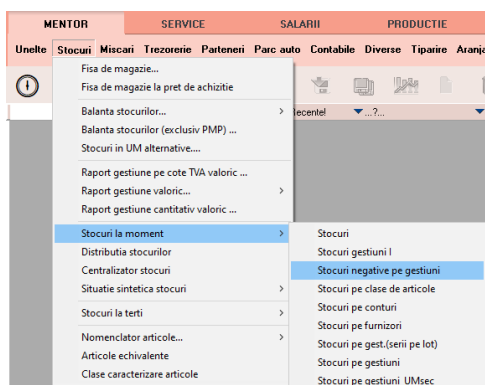 MENTOR SERVICE SALARII PRODUCTIE
Unelte Stocuri Miscari Trezorerie Parteneri Parc auto Contabile Diverse Tiparire Aranja
Fisa de magazie...
Fisa de magazie la pret de achizitie
Balanta stocurilor...
Recente! ...?...
Balanta stocurilor (exclusiv PMP) ...
Stocuri in UM alternative....
Raport gestiune pe cote TVA valoric ...
Raport gestiune valoric...
Raport gestiune cantitativ valoric ...
Stocuri la moment
Distributia stocurilor
Centralizator stocuri
Situatie sintetica stocuri
Stocuri la terti
Nomenclator articole...
Articole echivalente
Clase caracterizare articole
Stocuri
Stocuri gestiuni I
Stocuri negative pe gestiuni
Stocuri pe clase de articole
Stocuri pe conturi
Stocuri pe furnizori
Stocuri pe gest.(serii pe lot)
Stocuri pe gestiuni
Stocuri pe gestiuni UMsec